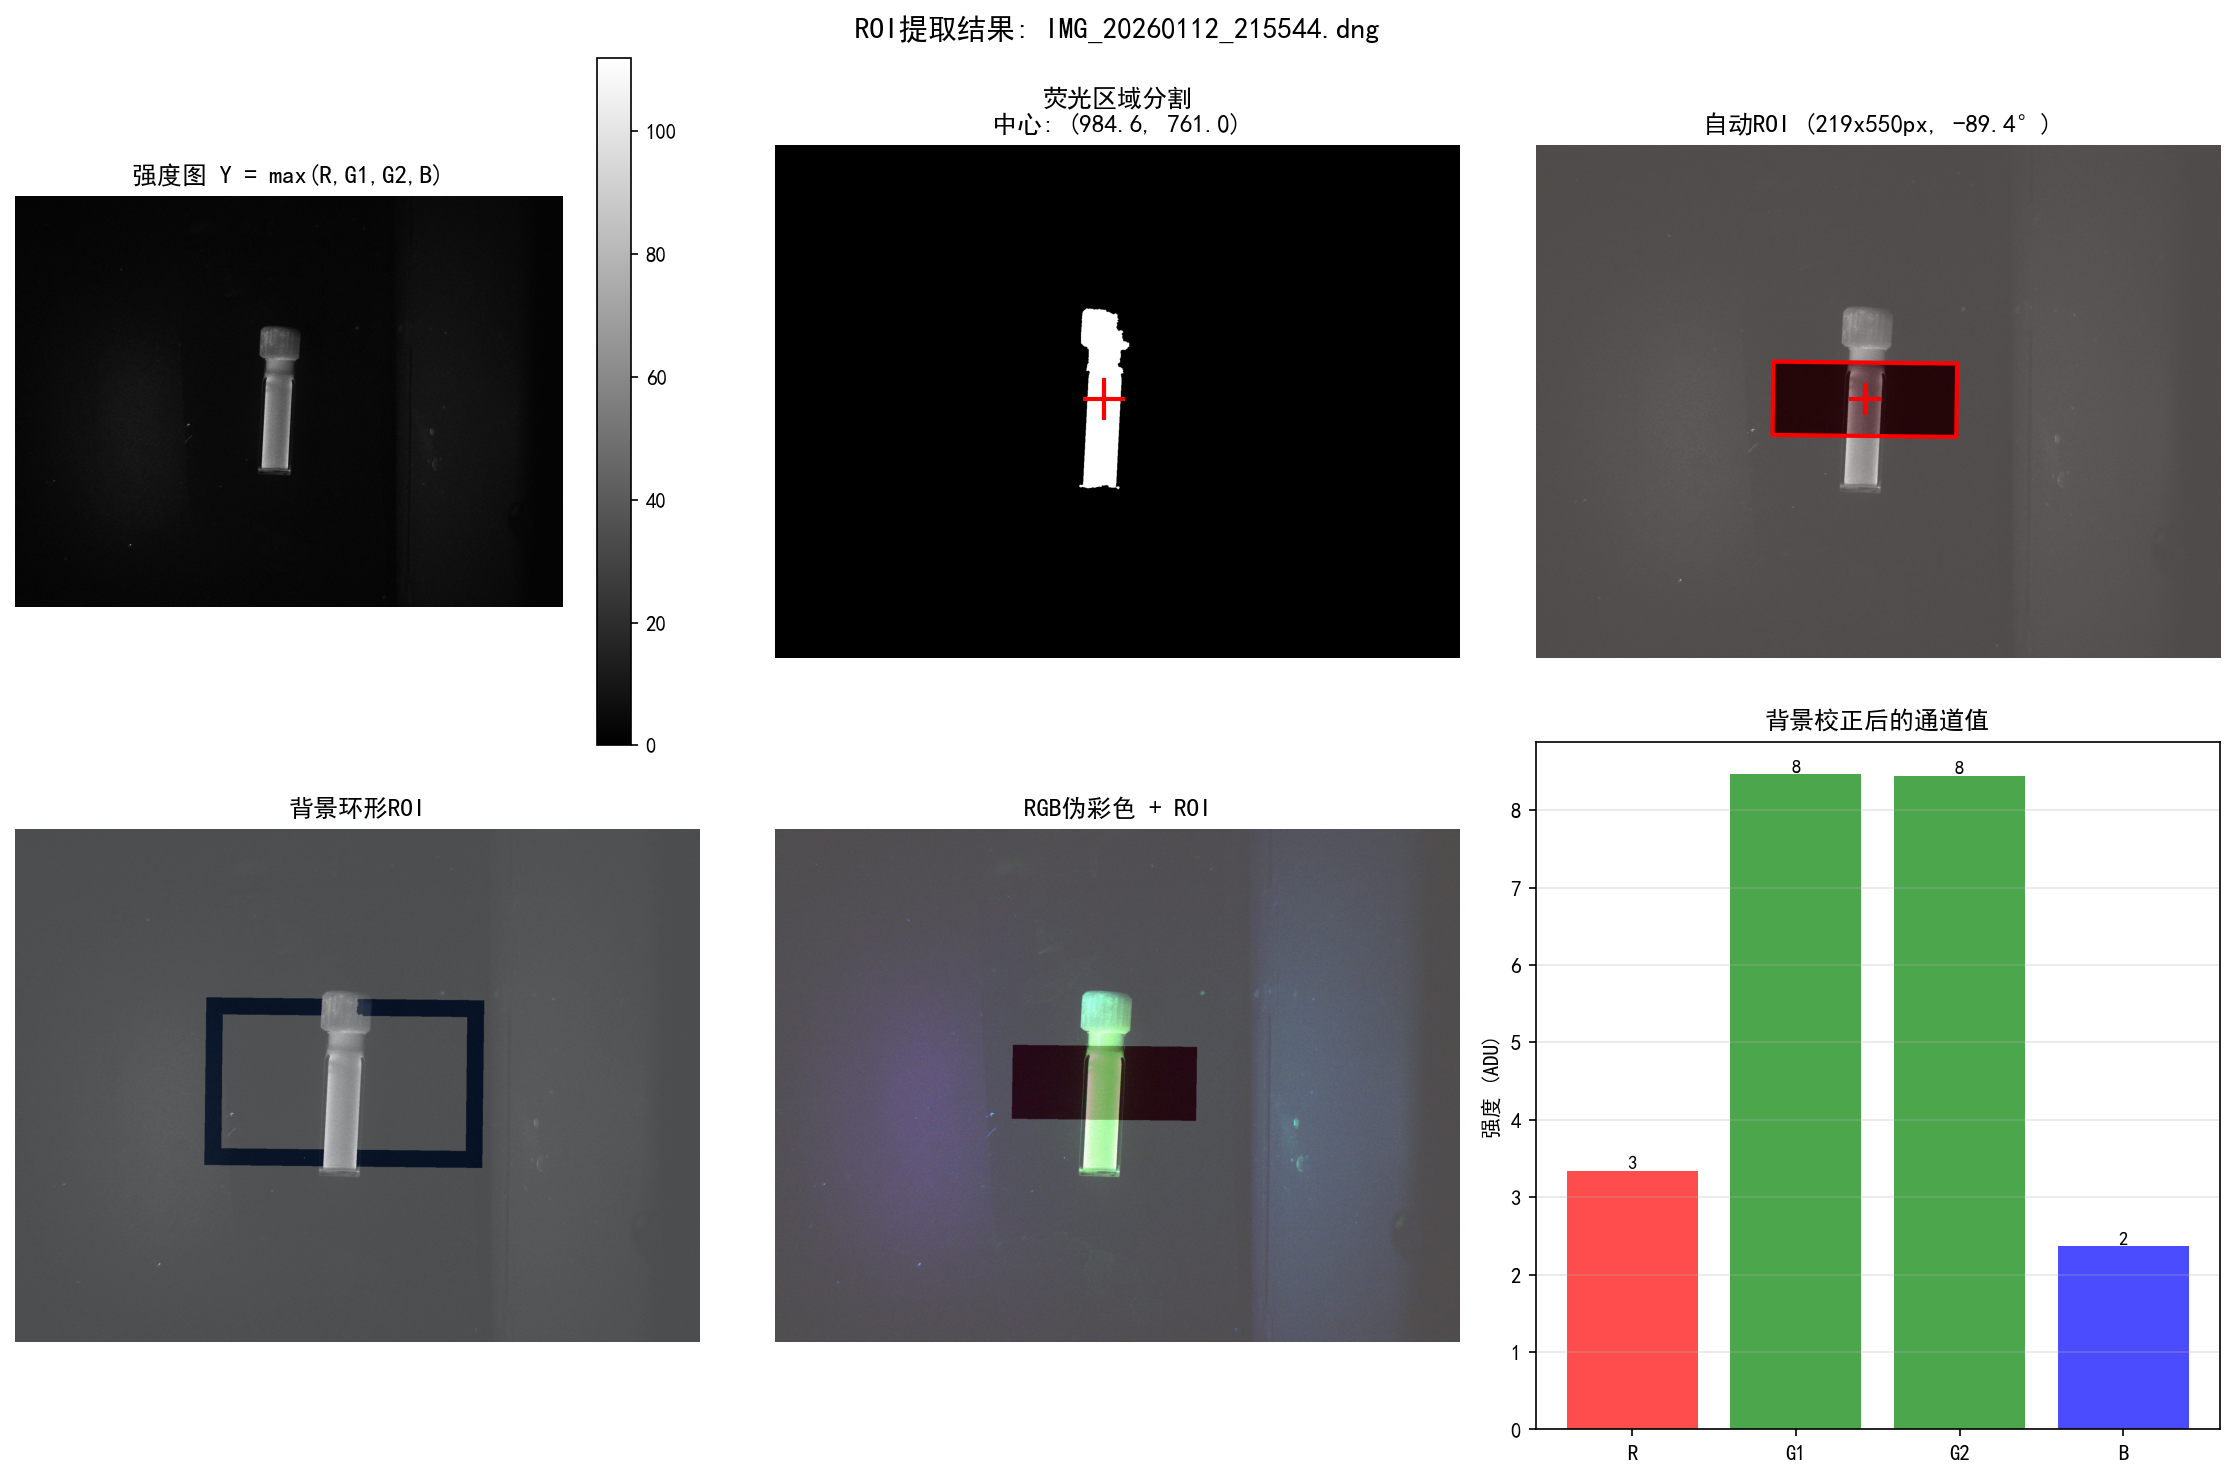 ROI提取结果: IMG_20260112_215544.dng
强度图 Y = max(R,G1,G2,B)
100
80
60
40
20
0
荧光区域分割
中心: (984.6, 761.0)
自动ROI (219x550px, -89.4°)
背景环形ROI
RGB伪彩色 + ROI
背景校正后的通道值
强度 (ADU)
8
7
6
5
4
3
2
1
0
3
8
8
2
R
G1
G2
B